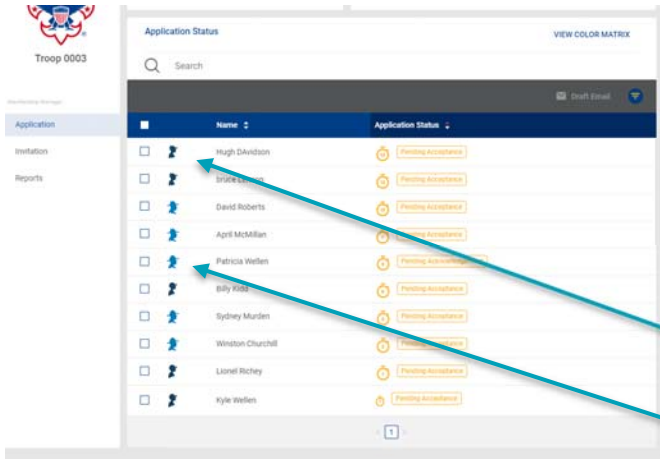 Troop 0003
Application
Invitation
Reports
Application Status
VIEW COLOR MATRIX
Search
Draft Email
Name
Application Status
Hugh DAvidson
Pending Acceptance
bruce
Pending Acceptance
David Roberts
Pending Acceptance
April McMillan
Pending Acceptance
Patricia Wellen
Pending
Billy Kidd
Pending Acceptance
Sydney Murden
Pending Acceptance
Winston Churchill
Pending Acceptance
Lionel Richey
Pending Acceptance
Kyle Wellen
Pending Acceptance
1